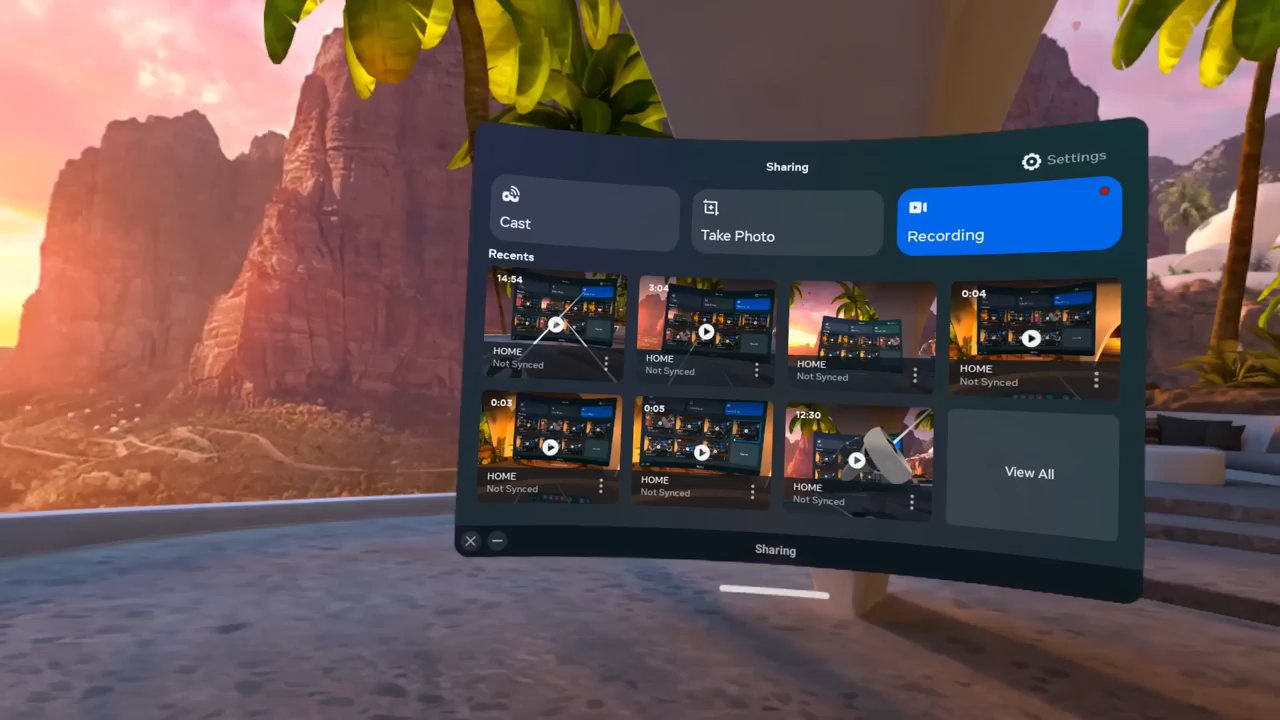 Sharing
Settings
Cast
Take Photo
Recording
Recents
14:54
HOME
Not Synced
3:04
HOME
Not Synced
HOME
Not Synced
0:04
HOME
Not Synced
0:03
HOME
Not Synced
0:05
HOME
Not Synced
12:30
HOME
Not Synced
View All
Sharing